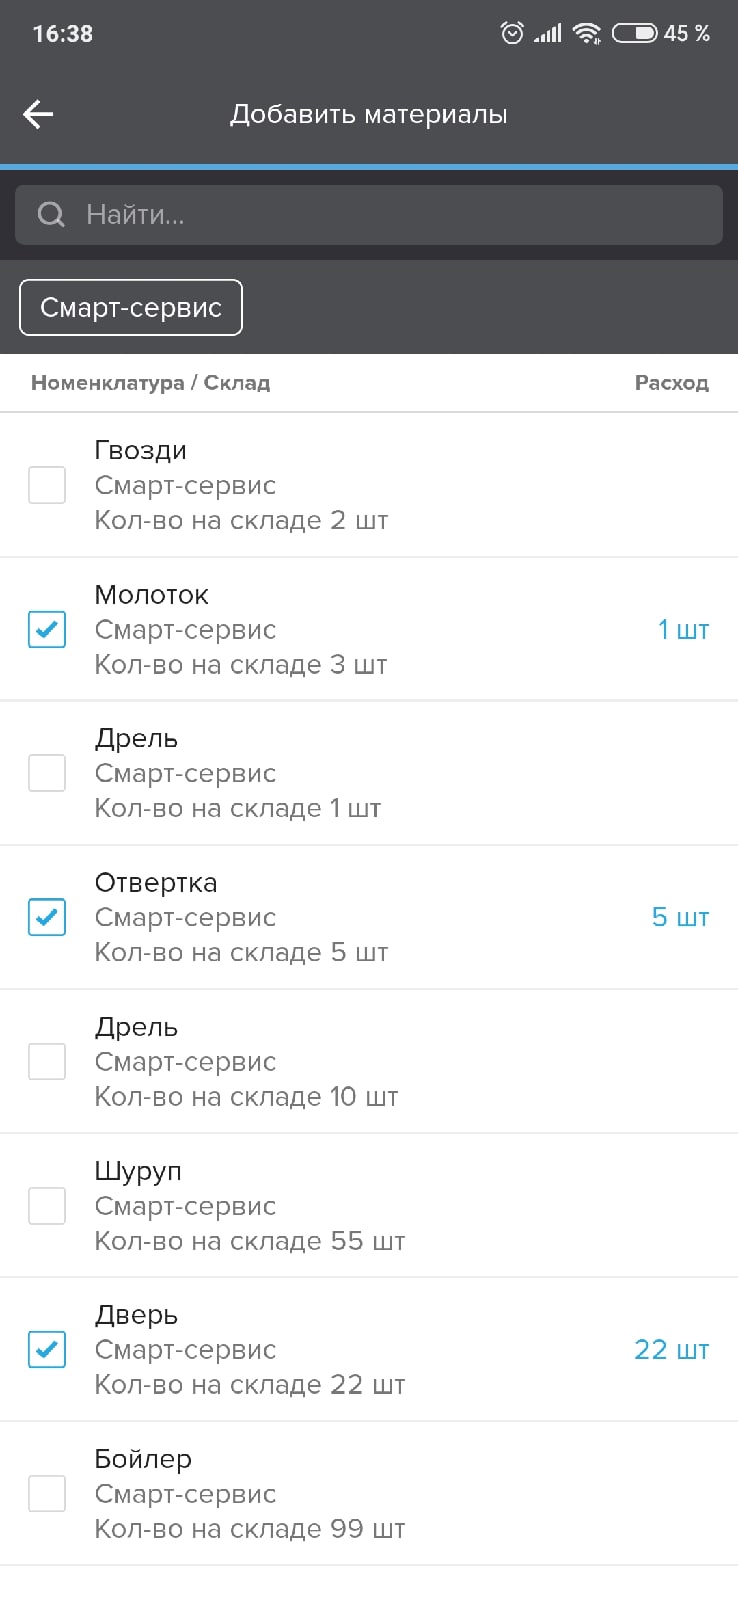 16:38
45 %
Добавить материалы
Найти...
Смарт-сервис
Номенклатура / Склад
Расход
Гвозди
Смарт-сервис
Кол-во на складе 2 шт
Молоток
Смарт-сервис
1 шт
Кол-во на складе 3 шт
Дрель
Смарт-сервис
Кол-во на складе 1 шт
Отвертка
Смарт-сервис
5 шт
Кол-во на складе 5 шт
Дрель
Смарт-сервис
Кол-во на складе 10 шт
Шуруп
Смарт-сервис
Кол-во на складе 55 шт
Дверь
Смарт-сервис
22 шт
Кол-во на складе 22 шт
Бойлер
Смарт-сервис
Кол-во на складе 99 шт